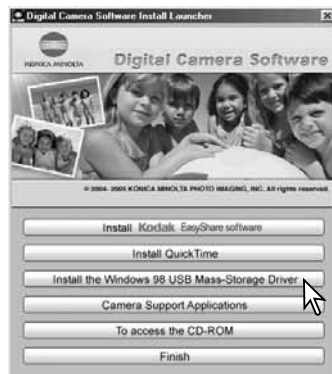 Digital Camera Software Install Launcher
KONICA MINOLTA
Digital Camera Software
© 2004- 2005 KONICA MINOLTA PHOTO IMAGING, INC. All rights reserved.
Install Kodak EasyShare software
Install QuickTime
Install the Windows 98 USB Mass-Storage Driver
Camera Support Applications
To access the CD-ROM
Finish